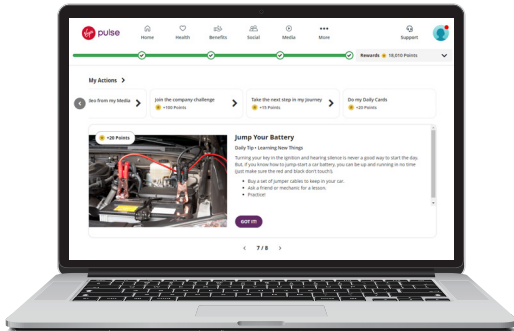 pulse
Home
Health
Benefits
Social
Media
More
Support
Rewards 18,010 Points
My Actions >
from my Media
Join the company challenge
+100 Points
Take the next step in my Journey
+15 Points
Do my Daily Cards
+20 Points
+20 Points
Jump Your Battery
Daily Tip • Learning New Things
Turning your key in the ignition and hearing silence is never a good way to start the day.
But, if you know how to jump start a car battery, you can be up and running in no time
(just make sure the red and black don't touch!).
• Buy a set of jumper cables to keep in your car.
• Ask a friend or mechanic for a lesson.
• Practice!
GOT IT!
< 7 / 8 >